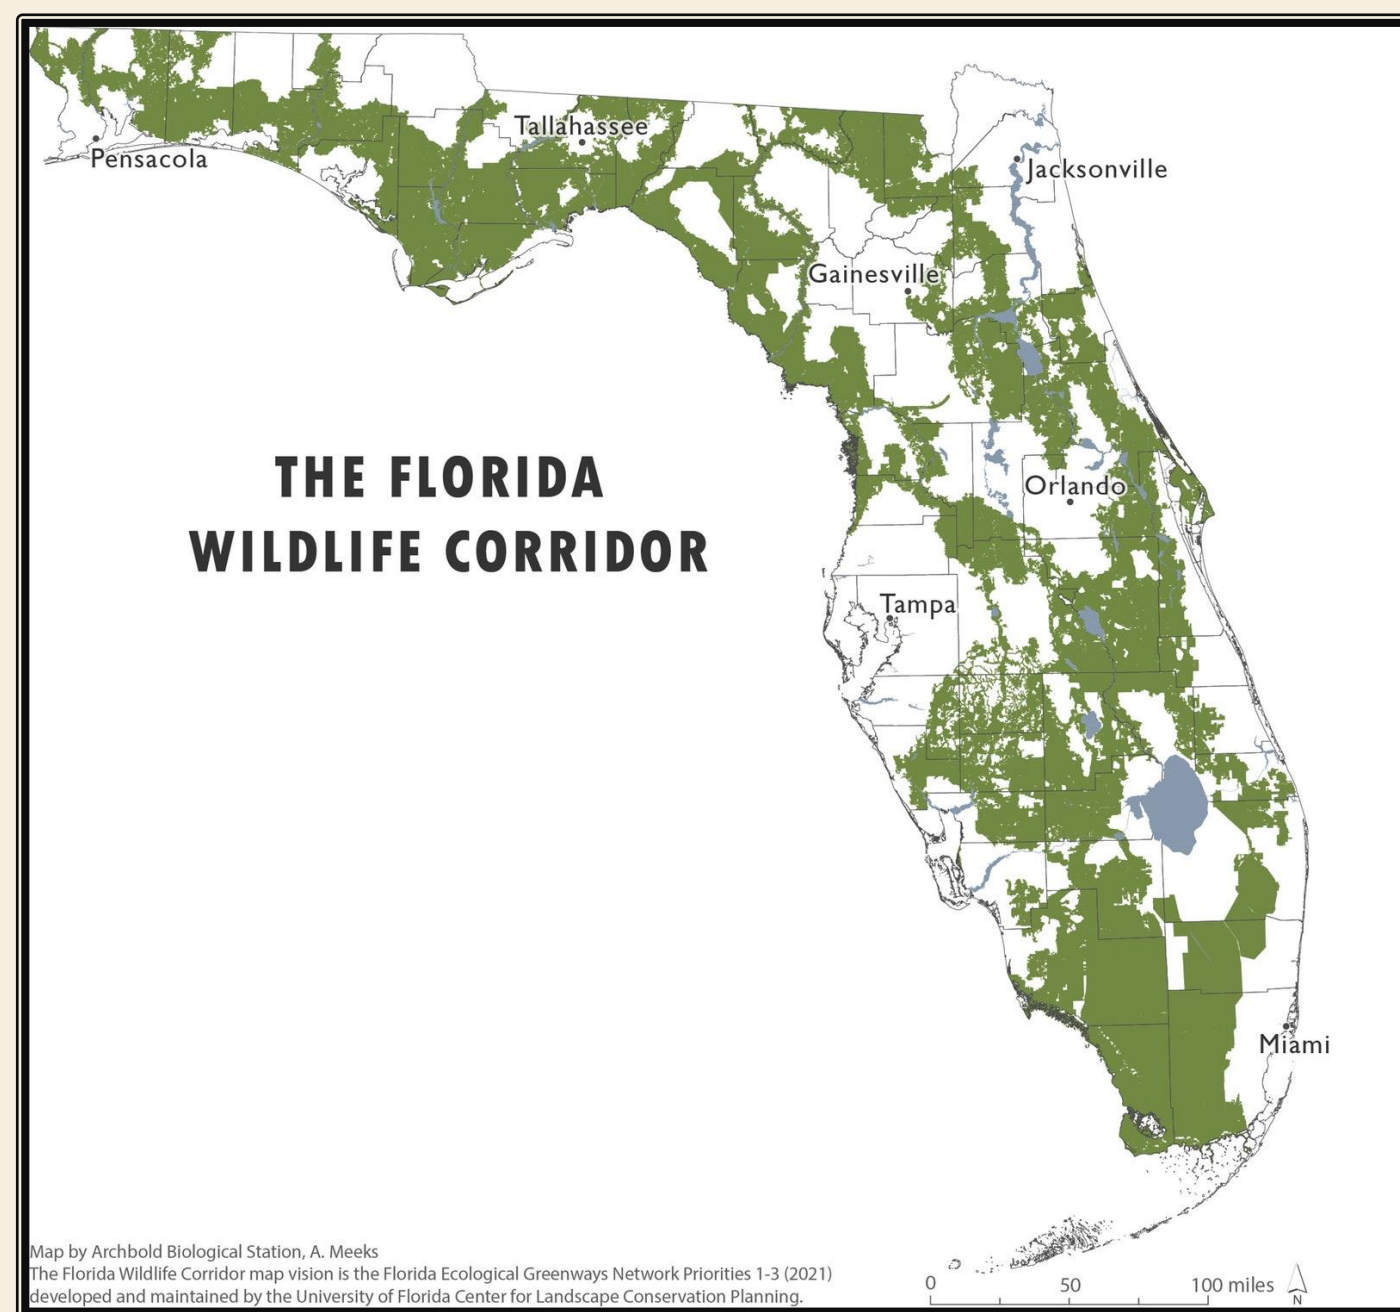 Tallahassee
Pensacola
Jacksonville
Gainesville
THE FLORIDA
WILDLIFE CORRIDOR
Orlando
Tampa
Miami
Map by Archbold Biological Station, A. Meeks
The Florida Wildlife Corridor map vision is the Florida Ecological Greenways Network Priorities 1-3 (2021)
developed and maintained by the University of Florida Center for Landscape Conservation Planning.
0 50 100 miles
N